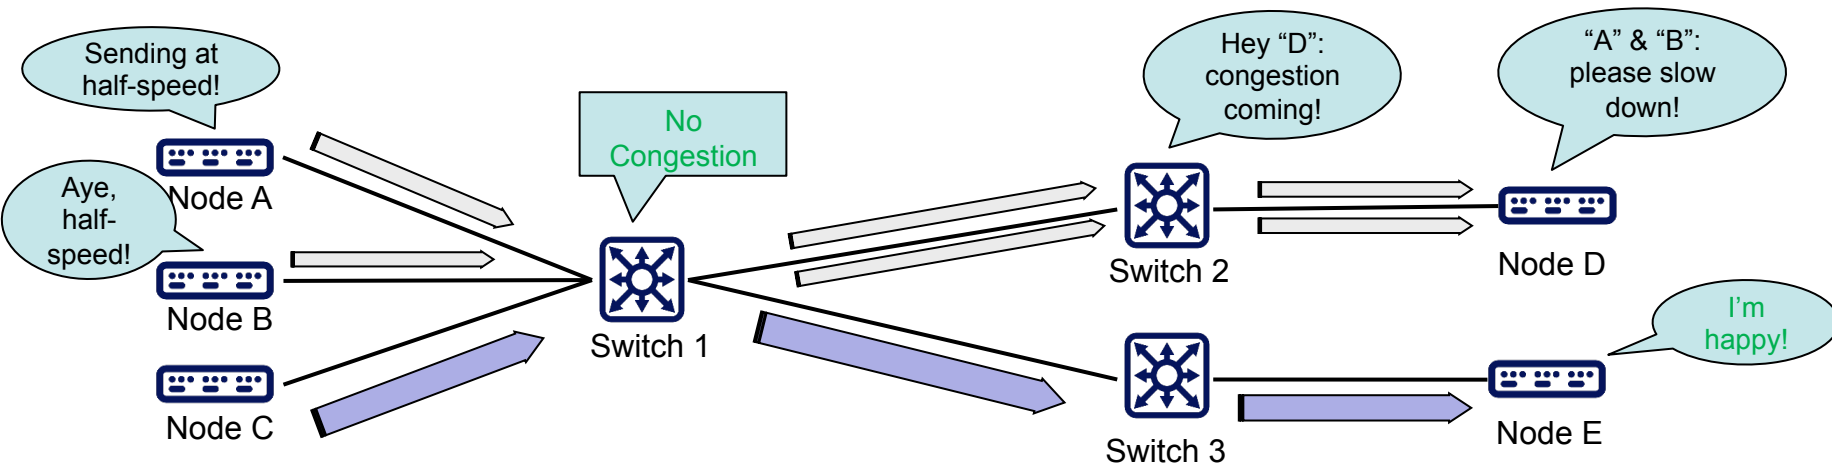 Sending at
half-speed!
Node A
Aye,
half-
speed!
Node B
Node C
No
Congestion
Switch 1
Hey “D”:
congestion
coming!
Switch 2
“A” & “B”:
please slow
down!
Node D
Switch 3
I’m
happy!
Node E